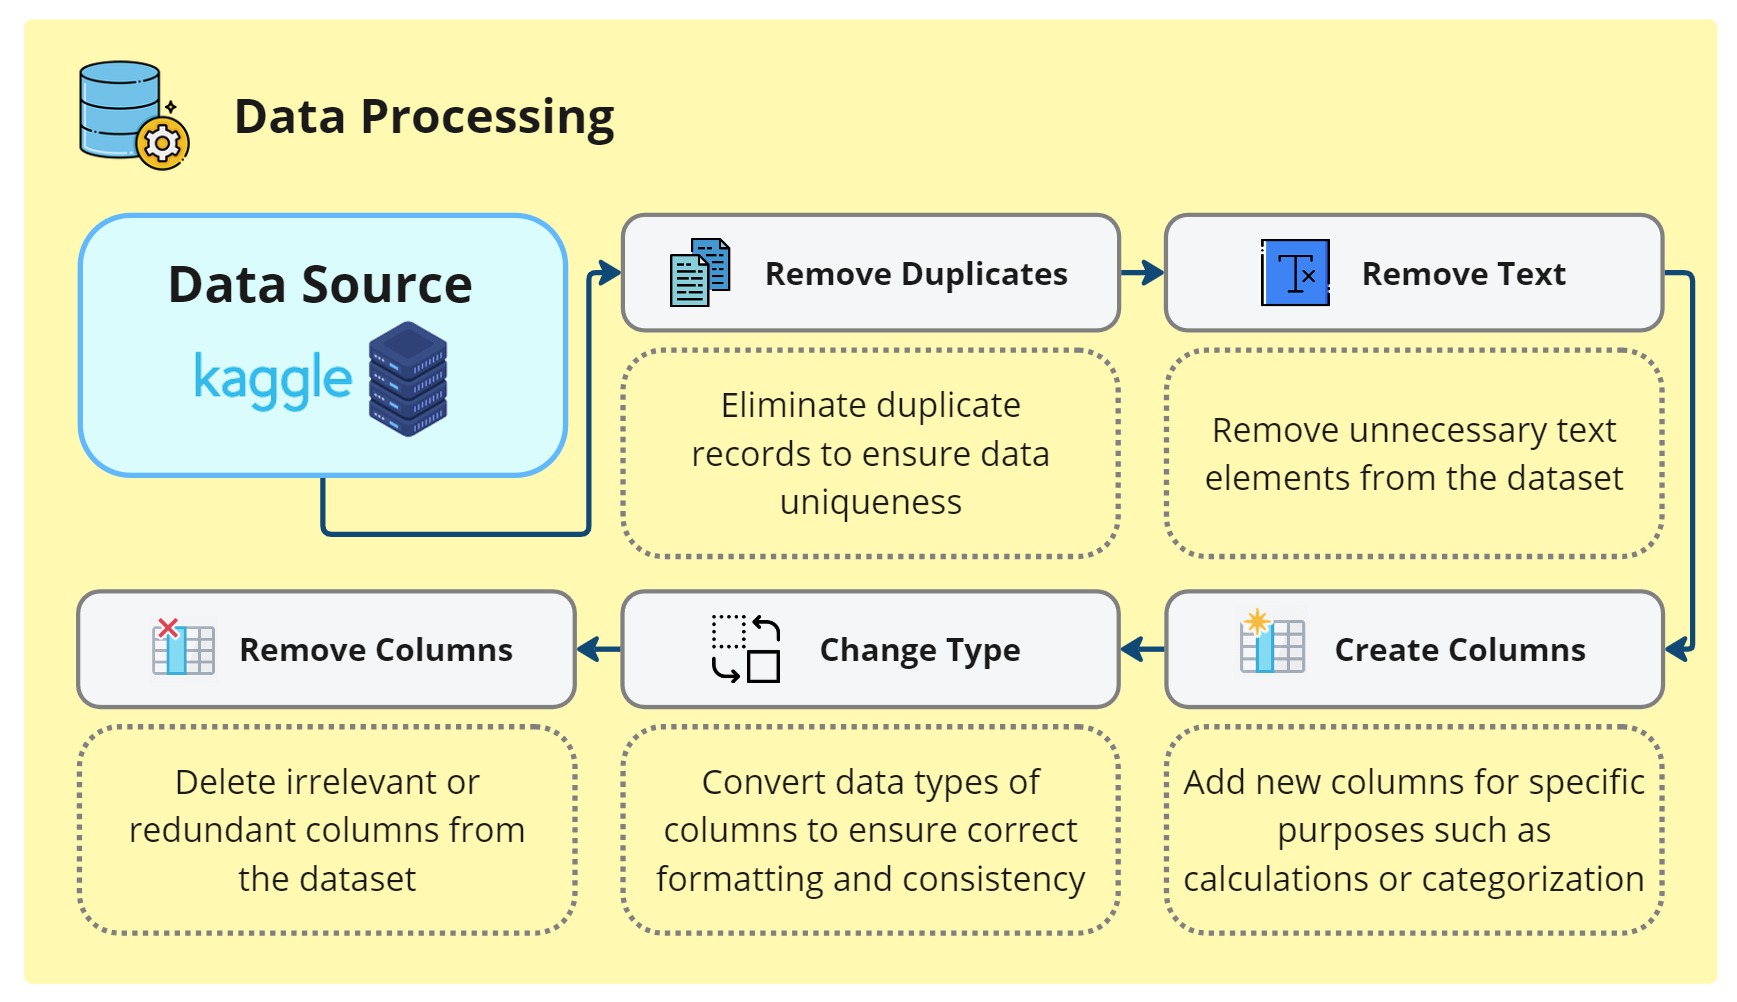 Data Processing
Data Source
kaggle
Remove Duplicates
Eliminate duplicate
records to ensure data
uniqueness
Remove Text
Remove unnecessary text
elements from the dataset
Create Columns
Add new columns for specific
purposes such as
calculations or categorization
Change Type
Convert data types of
columns to ensure correct
formatting and consistency
Remove Columns
Delete irrelevant or
redundant columns from
the dataset